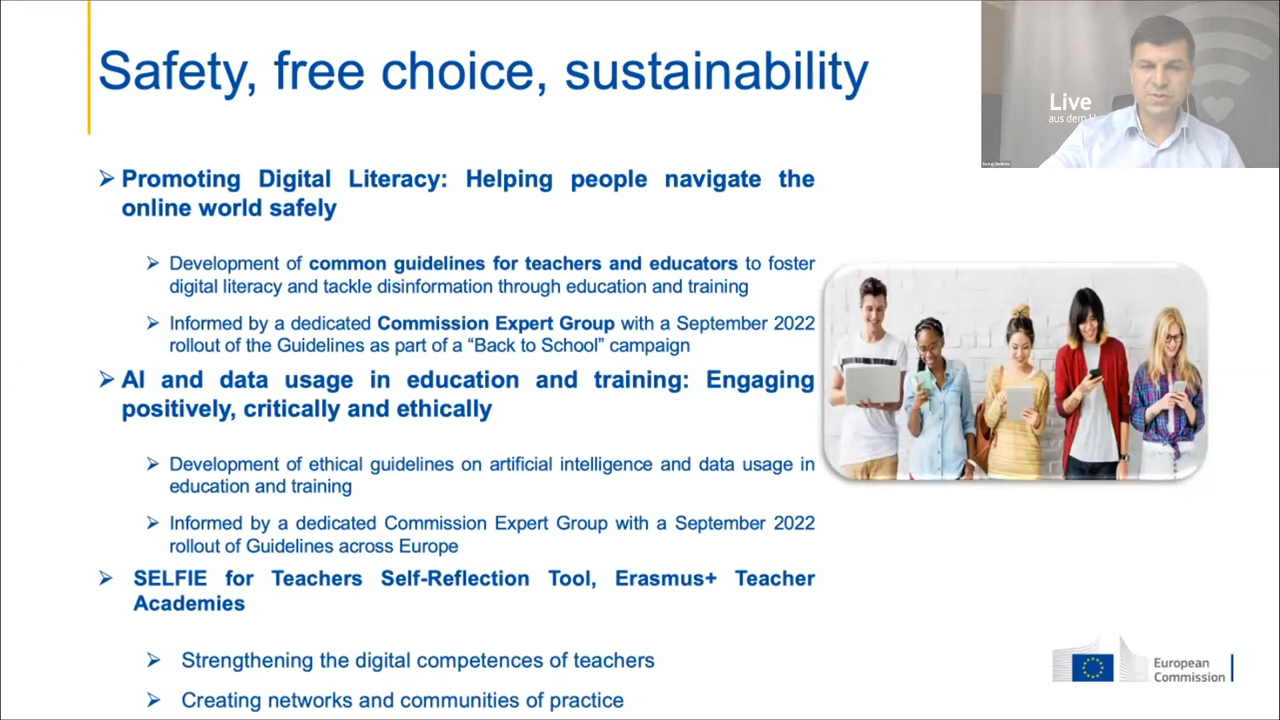 Safety, free choice, sustainability
Live
aus dem
➢ Promoting Digital Literacy: Helping people navigate the
online world safely
➢ Development of common guidelines for teachers and educators to foster
digital literacy and tackle disinformation through education and training
➢ Informed by a dedicated Commission Expert Group with a September 2022
rollout of the Guidelines as part of a “Back to School” campaign
➢ AI and data usage in education and training: Engaging
positively, critically and ethically
➢ Development of ethical guidelines on artificial intelligence and data usage in
education and training
➢ Informed by a dedicated Commission Expert Group with a September 2022
rollout of Guidelines across Europe
➢ SELFIE for Teachers Self-Reflection Tool, Erasmus+ Teacher
Academies
➢ Strengthening the digital competences of teachers
➢ Creating networks and communities of practice
European
Commission